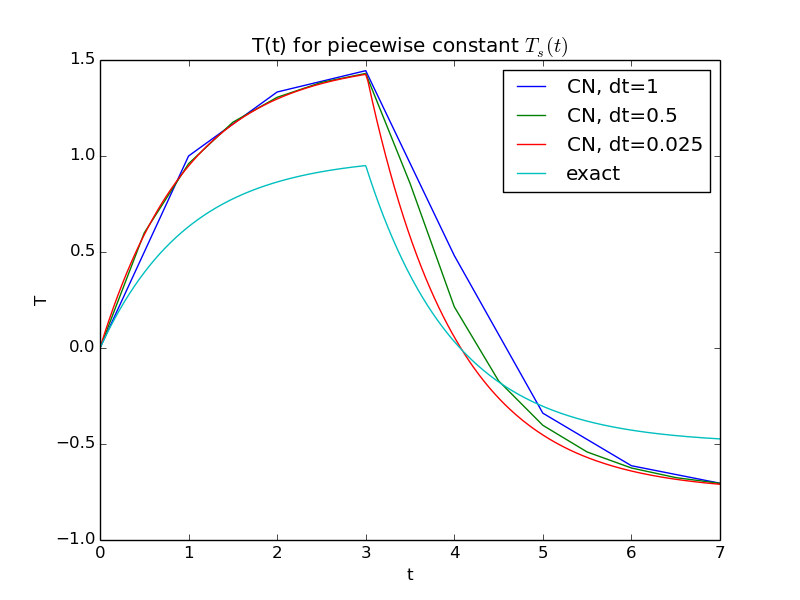 T(t) for piecewise constant $T_s(t)$
CN, dt=1
CN, dt=0.5
CN, dt=0.025
exact
1.5
1.0
0.5
0.0
−0.5
−1.0
T
0 1 2 3 4 5 6 7
t